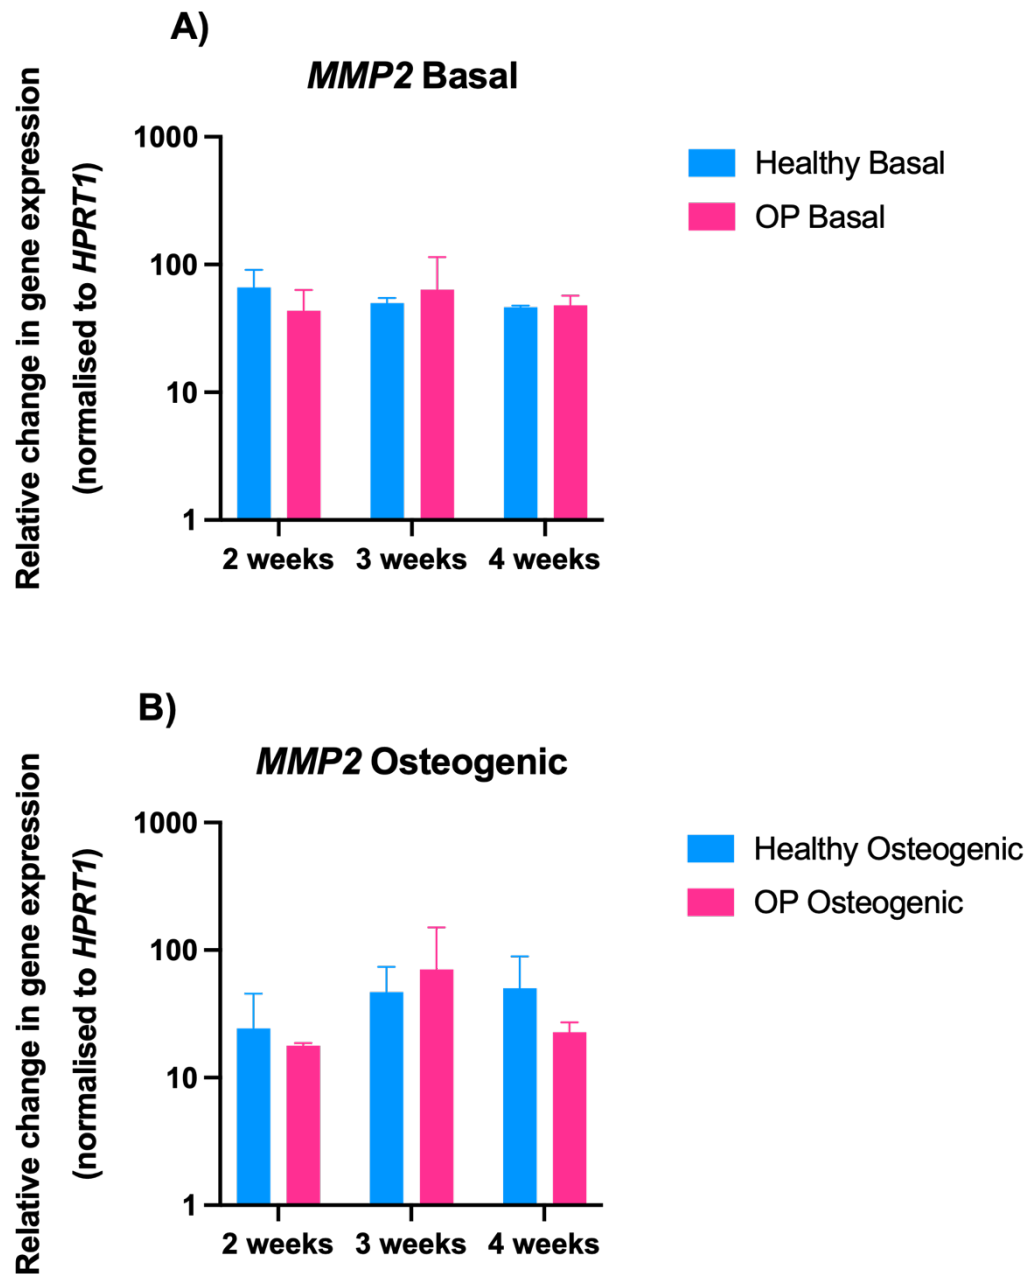 A)
MMP2 Basal
Relative change in gene expression
(normalised to HPRT1)
1000
100
10
1
2 weeks 3 weeks 4 weeks
Healthy Basal
OP Basal
B)
MMP2 Osteogenic
Relative change in gene expression
(normalised to HPRT1)
1000
100
10
1
2 weeks 3 weeks 4 weeks
Healthy Osteogenic
OP Osteogenic